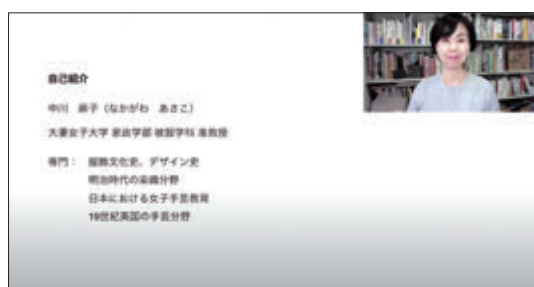 自己紹介
中川 麻子（なかがわ あさこ）
大妻女子大学 家政学部 被服学科 准教授
専門： 服飾文化史、デザイン史
明治時代の染織分野
日本における女子手芸教育
19世紀英国の手芸分野